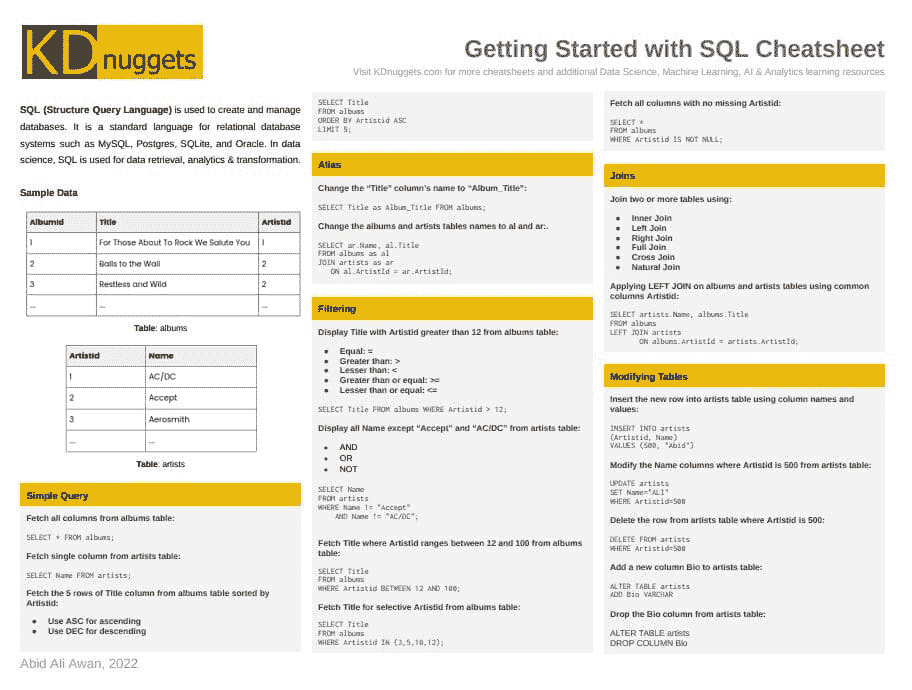 KDnuggets
Getting Started with SQL Cheatsheet
Visit KDnuggets.com for more cheatsheets and additional Data Science, Machine Learning, AI & Analytics learning resources
SQL (Structure Query Language) is used to create and manage
databases. It is a standard language for relational database
systems such as MySQL, Postgres, SQLite, and Oracle. In data
science, SQL is used for data retrieval, analytics & transformation.
Sample Data
AlbumId Title ArtistId
1 For Those About To Rock We Salute You 1
2 Balls to the Wall 2
3 Restless and Wild 2
... ... ...
Table: albums
ArtistId Name
1 AC/DC
2 Accept
3 Aerosmith
... ...
Table: artists
Simple Query
Fetch all columns from albums table:
SELECT * FROM albums;
Fetch single column from artists table:
SELECT Name FROM artists;
Fetch the 5 rows of Title column from albums table sorted by
Artistid:
● Use ASC for ascending
● Use DEC for descending
SELECT Title
FROM albums
ORDER BY Artistid ASC
LIMIT 5;
Alias
Change the “Title” column's name to “Album_Title”:
SELECT Title as Album_Title FROM albums;
Change the albums and artists tables names to al and ar:.
SELECT ar.Name, al.Title
FROM albums as al
JOIN artists as ar
ON al.ArtistId = ar.ArtistId;
Filtering
Display Title with Artistid greater than 12 from albums table:
● Equal: =
● Greater than: >
● Lesser than: <
● Greater than or equal: >=
● Lesser than or equal: <=
SELECT Title FROM albums WHERE Artistid > 12;
Display all Name except “Accept” and “AC/DC” from artists table:
● AND
● OR
● NOT
SELECT Name
FROM artists
WHERE Name != "Accept"
AND Name != "AC/DC";
Fetch Title where Artistid ranges between 12 and 100 from albums
table:
SELECT Title
FROM albums
WHERE Artistid BETWEEN 12 AND 100;
Fetch Title for selective Artistid from albums table:
SELECT Title
FROM albums
WHERE Artistid IN (3,5,10,12);
Fetch all columns with no missing Artistid:
SELECT *
FROM albums
WHERE Artistid IS NOT NULL;
Joins
Join two or more tables using:
● Inner Join
● Left Join
● Right Join
● Full Join
● Cross Join
● Natural Join
Applying LEFT JOIN on albums and artists tables using common
columns Artistid:
SELECT artists.Name, albums.Title
FROM albums
LEFT JOIN artists
ON albums.ArtistId = artists.ArtistId;
Modifying Tables
Insert the new row into artists table using column names and
values:
INSERT INTO artists
(Artistid, Name)
VALUES (500, "Abid")
Modify the Name columns where Artistid is 500 from artists table:
UPDATE artists
SET Name="ALI"
WHERE Artistid=500
Delete the row from artists table where Artistid is 500:
DELETE FROM artists
WHERE Artistid=500
Add a new column Bio to artists table:
ALTER TABLE artists
ADD Bio VARCHAR
Drop the Bio column from artists table:
ALTER TABLE artists
DROP COLUMN Bio
Abid Ali Awan, 2022